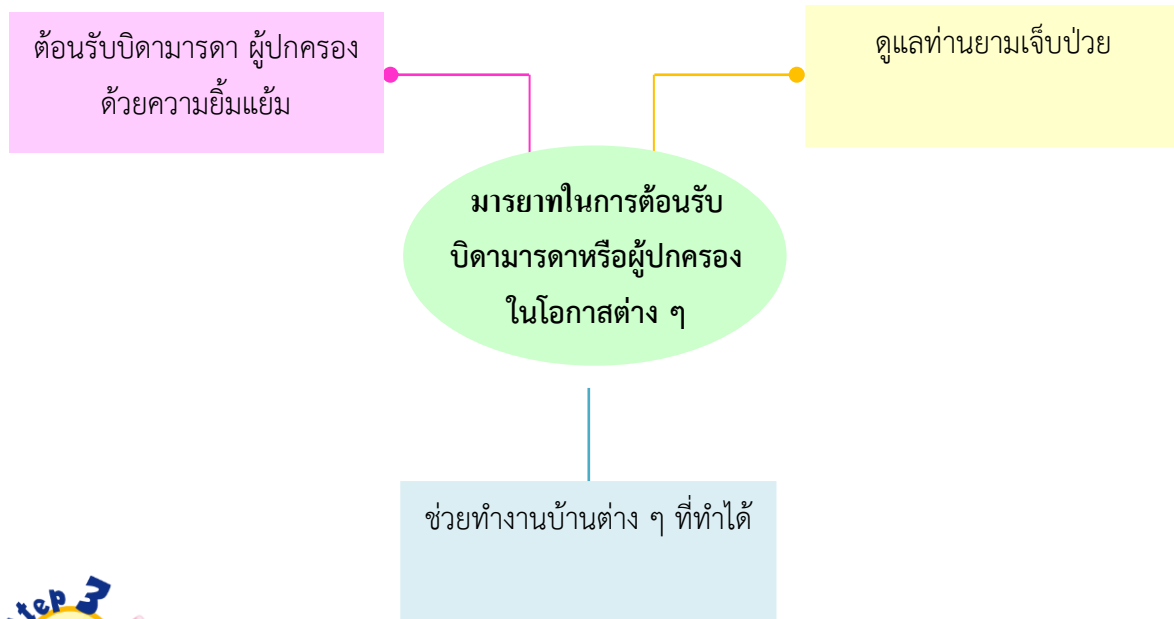 ต้อนรับบิดามารดา ผู้ปกครอง
ด้วยความยิ้มแย้ม
ดูแลท่านยามเจ็บป่วย
มารยาทในการต้อนรับ
บิดามารดาหรือผู้ปกครอง
ในโอกาสต่าง ๆ
ช่วยทำงานบ้านต่าง ๆ ที่ทำได้
step 3